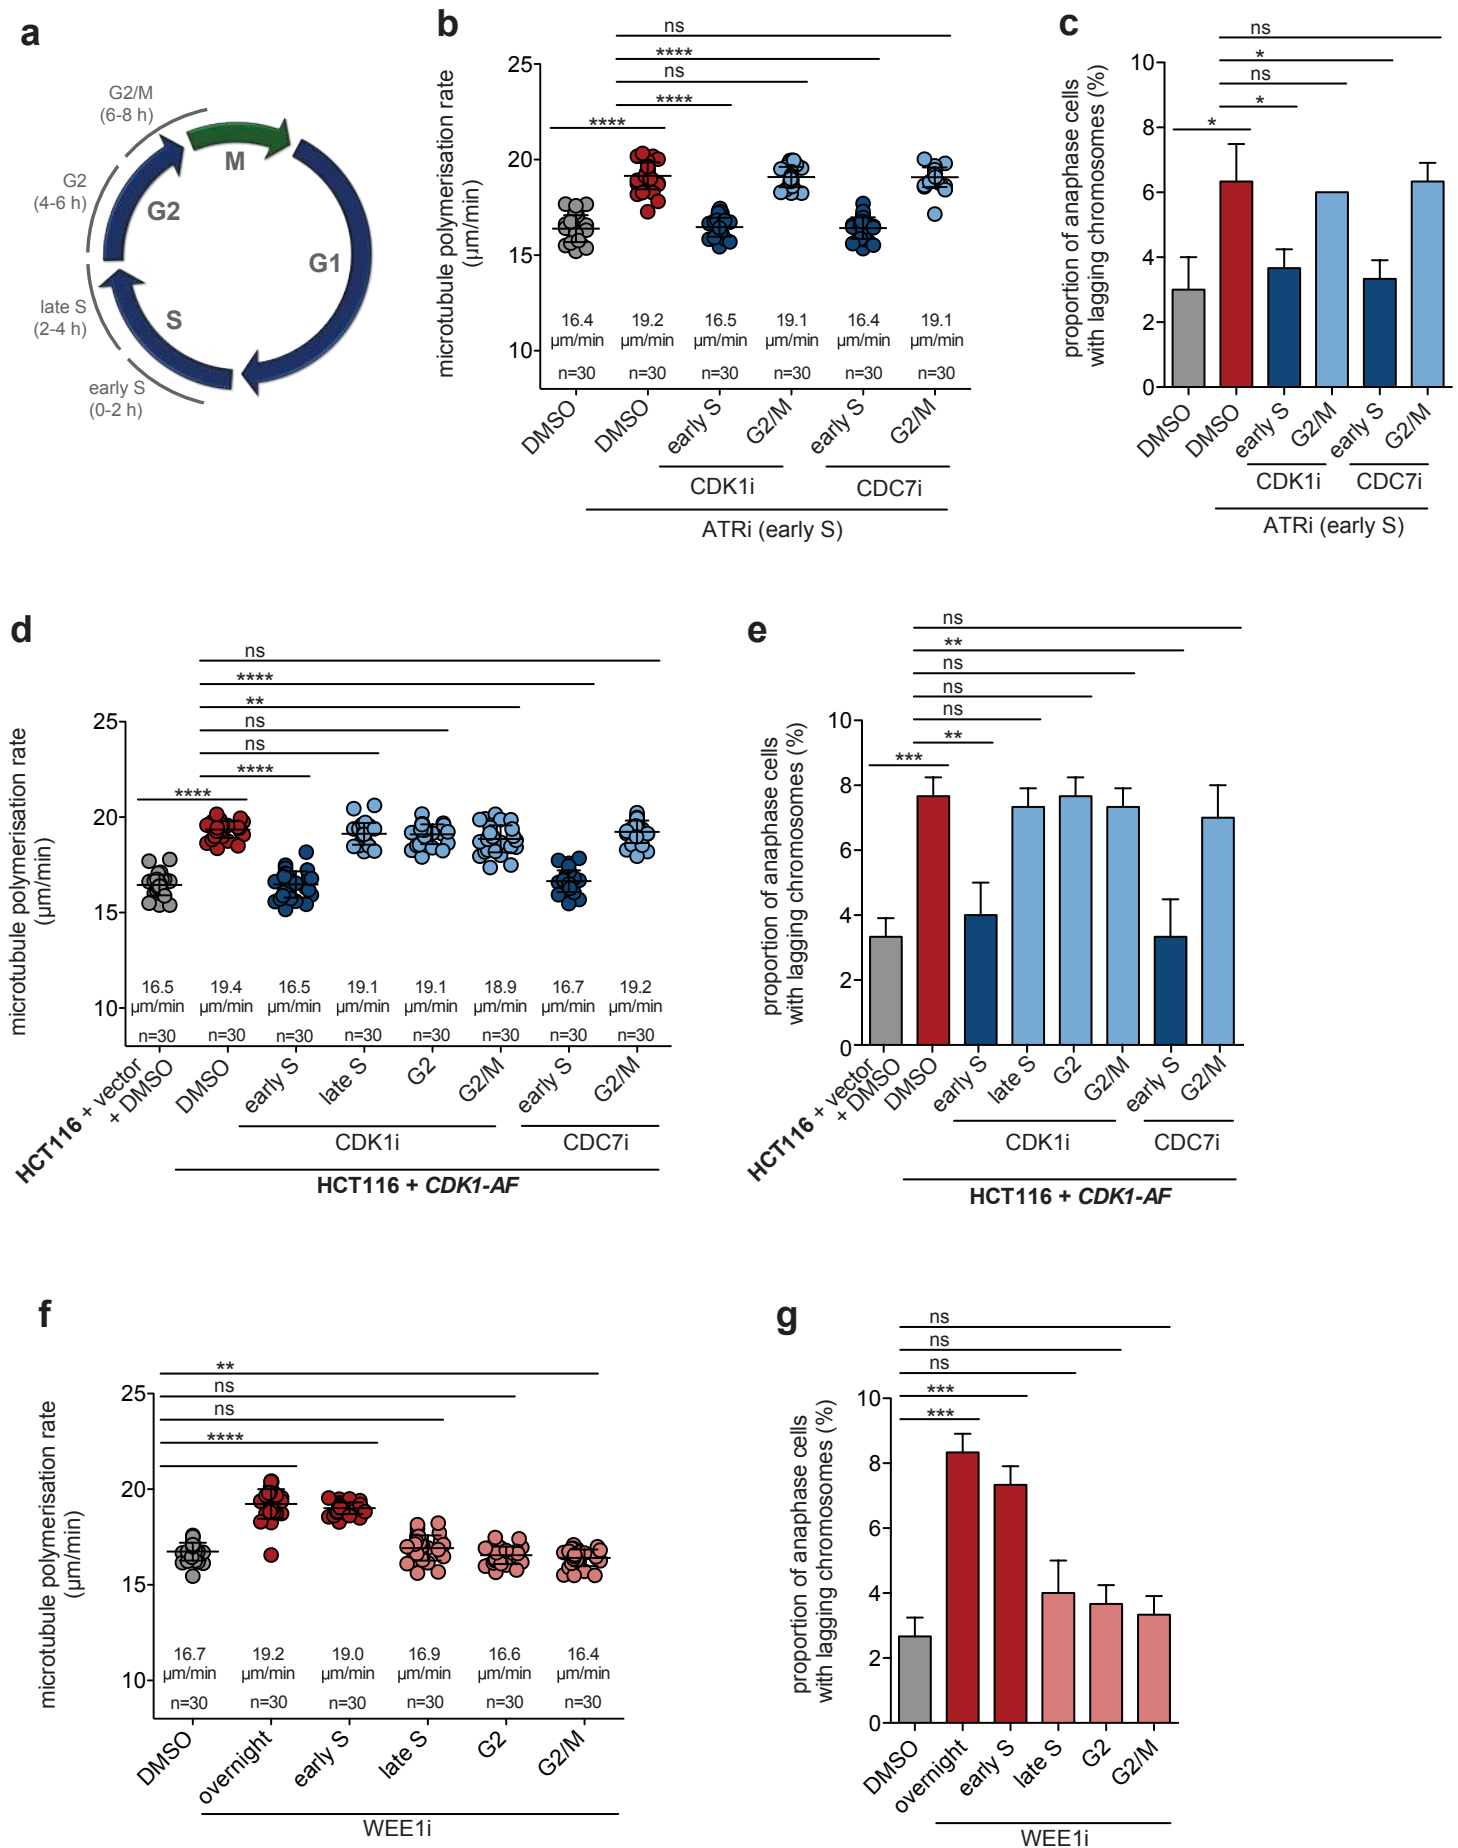 a
G2/M
(6-8 h)
G2
(4-6 h)
late S
(2-4 h)
early S
(0-2 h)
M
G2
G1
S
b
microtubule polymerisation rate
(µm/min)
25
20
15
10
ns
****
ns
****
****
16.4 19.2 16.5 19.1 16.4 19.1
µm/min µm/min µm/min µm/min µm/min µm/min
n=30 n=30 n=30 n=30 n=30 n=30
DMSO DMSO early S G2/M early S G2/M
CDK1i CDC7i
ATRi (early S)
c
proportion of anaphase cells
with lagging chromosomes (%)
10
8
6
4
2
0
ns
*
ns
*
*
DMSO DMSO early S G2/M early S G2/M
CDK1i CDC7i
ATRi (early S)
d
microtubule polymerisation rate
(µm/min)
25
20
15
10
ns
****
**
ns
ns
****
****
16.5 19.4 16.5 19.1 19.1 18.9 16.7 19.2
µm/min µm/min µm/min µm/min µm/min µm/min µm/min µm/min
n=30 n=30 n=30 n=30 n=30 n=30 n=30 n=30
HCT116 + vector
+ DMSO
DMSO early S late S G2 G2/M early S G2/M
CDK1i CDC7i
HCT116 + CDK1-AF
e
proportion of anaphase cells
with lagging chromosomes (%)
10
8
6
4
2
0
ns
**
ns
ns
ns
**
***
HCT116 + vector
+ DMSO
DMSO early S late S G2 G2/M early S G2/M
CDK1i CDC7i
HCT116 + CDK1-AF
f
microtubule polymerisation rate
(µm/min)
25
20
15
10
**
ns
ns
****
16.7 19.2 19.0 16.9 16.6 16.4
µm/min µm/min µm/min µm/min µm/min µm/min
n=30 n=30 n=30 n=30 n=30 n=30
DMSO overnight early S late S G2 G2/M
WEE1i
g
proportion of anaphase cells
with lagging chromosomes (%)
10
8
6
4
2
0
ns
ns
ns
***
***
DMSO overnight early S late S G2 G2/M
WEE1i